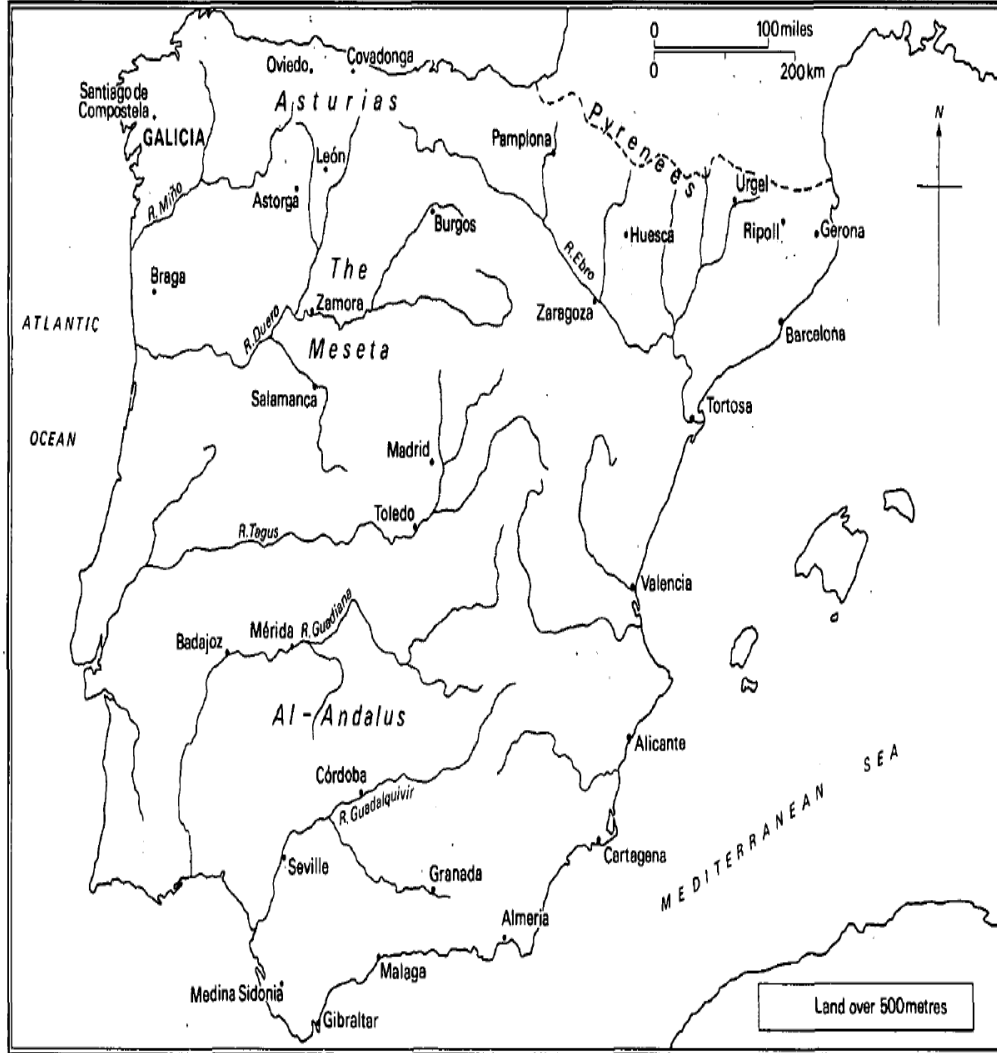 0 100 miles
0 200 km
Oviedo
Covadonga
Santiago de
Compostela
Asturias
GALICIA
Pamplona
Pyrenees
N
León
Urgel
Astorga
R. Miño
Burgos
Huesca
Ripoll
Gerona
R. Ebro
The
Braga
Zamora
Zaragoza
ATLANTIC
R. Duero
Barcelona
Meseta
Salamanca
Tortosa
OCEAN
Madrid
Toledo
R. Tagus
Valencia
R. Guadiana
Mérida
Badajoz
Al-Andalus
Alicante
Córdoba
R. Guadalquivir
MEDITERRANEAN SEA
Cartagena
Seville
Granada
Almeria
Malaga
Medina Sidonia
Gibraltar
Land over 500 metres